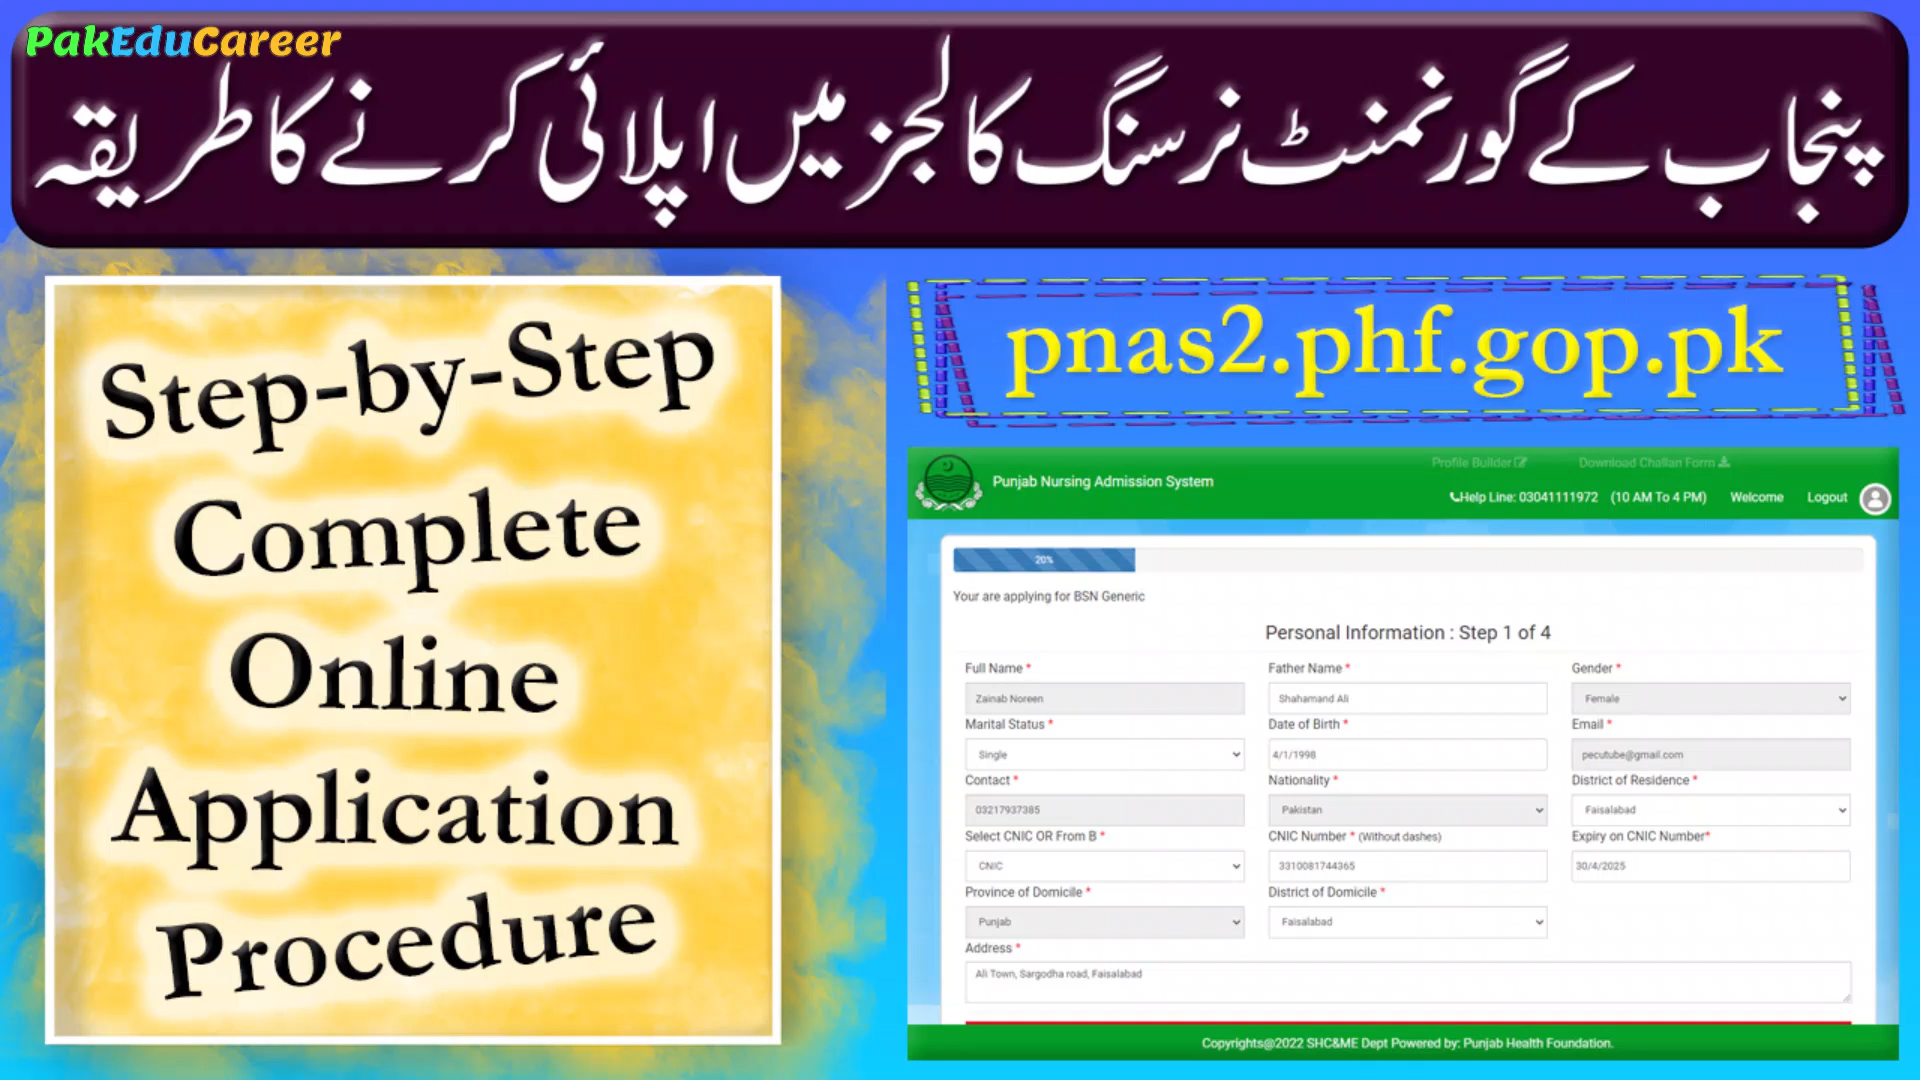 PakEduCareer
پنجاب کے گورنمنٹ نرسنگ کالجز میں اپلائی کرنے کا طریقہ
Step-by-Step
Complete
Online
Application
Procedure
pnas2.phf.gop.pk
Profile Builder
Download Challan Form
Punjab Nursing Admission System
Help Line: 03041111972 (10 AM To 4 PM) Welcome Logout
20%
Your are applying for BSN Generic
Personal Information : Step 1 of 4
Full Name * Father Name * Gender *
Zainab Noreen Shahamand Ali Female
Marital Status * Date of Birth * Email *
Single 4/1/1998 pecutube@gmail.com
Contact * Nationality * District of Residence *
03217937385 Pakistan Faisalabad
Select CNIC OR From B * CNIC Number * (Without dashes) Expiry on CNIC Number*
CNIC 3310081744365 30/4/2025
Province of Domicile * District of Domicile *
Punjab Faisalabad
Address *
Ali Town, Sargodha road, Faisalabad
Copyrights@2022 SHC&ME Dept Powered by: Punjab Health Foundation.